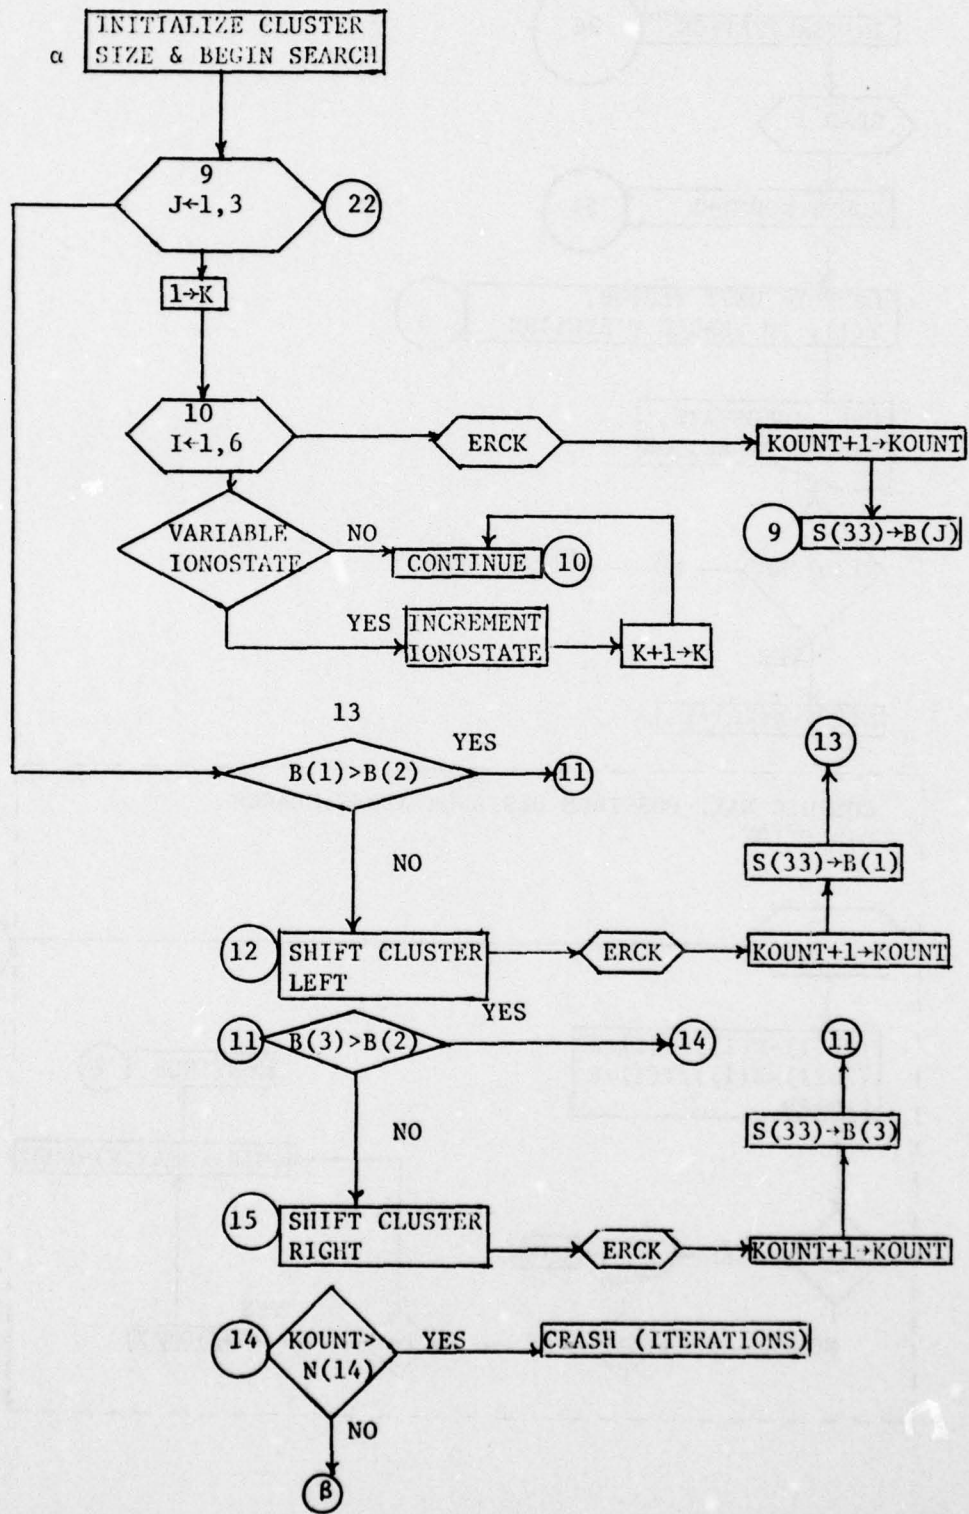 INITIALIZE CLUSTER
α SIZE & BEGIN SEARCH
9
J←1,3
22
1→K
10
I←1,6
ERCK
KOUNT+1→KOUNT
9
S(33)→B(J)
VARIABLE
IONOSTATE
NO
CONTINUE
10
YES
INCREMENT
IONOSTATE
K+1→K
13
B(1)>B(2)
YES
11
13
NO
S(33)→B(1)
12
SHIFT CLUSTER
LEFT
ERCK
KOUNT+1→KOUNT
11
B(3)>B(2)
YES
14
11
NO
S(33)→B(3)
15
SHIFT CLUSTER
RIGHT
ERCK
KOUNT+1→KOUNT
14
KOUNT>
N(14)
YES
CRASH (ITERATIONS)
NO
β